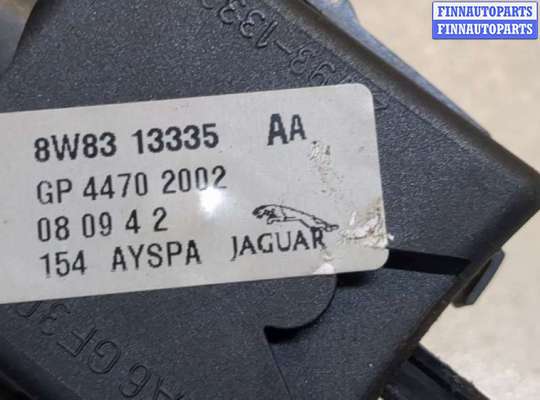 FINNAUTOPARTS
FINNAUTOPARTS
8W83 13335 AA
GP 4470 2002
08 09 4 2
154 AYSPA JAGUAR